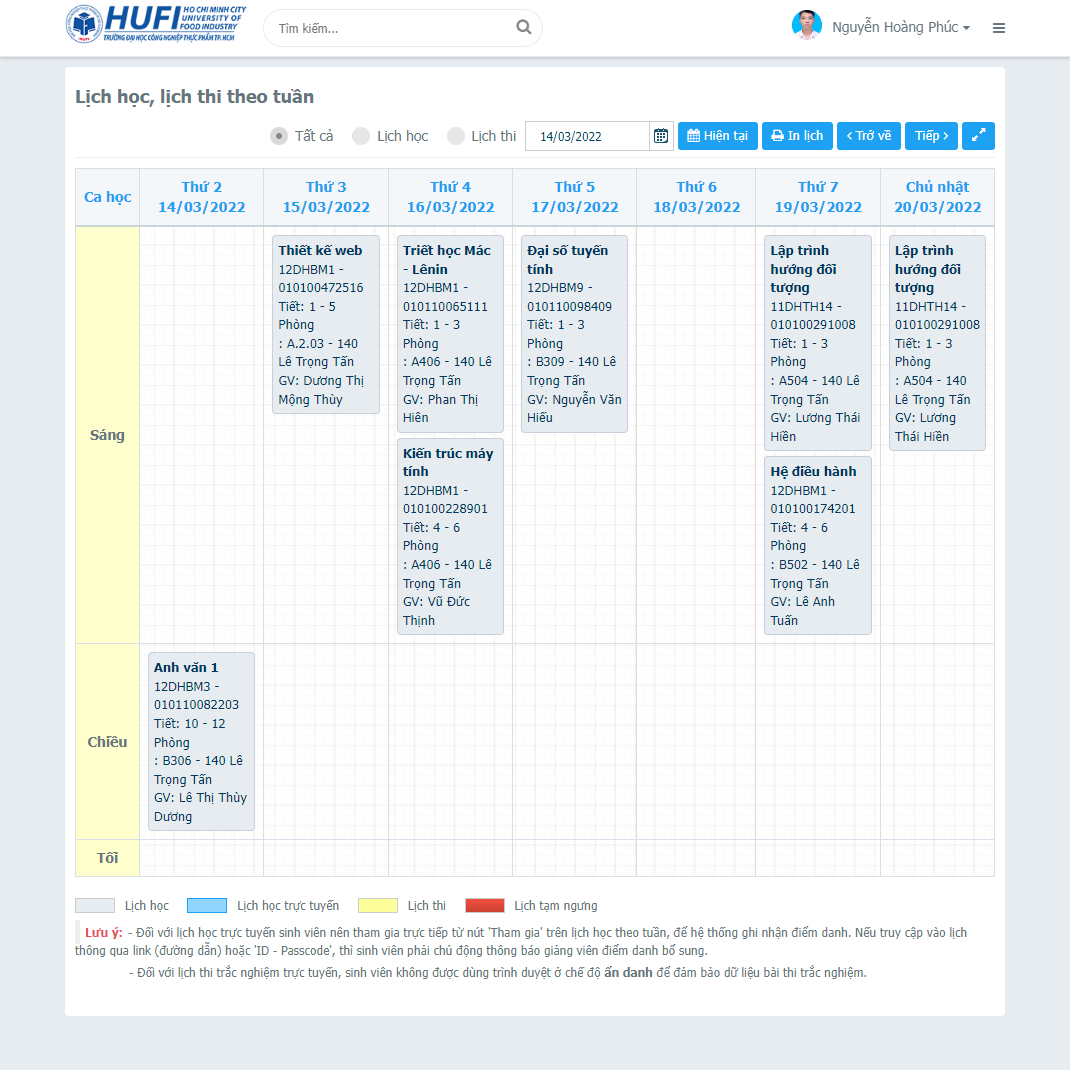 HUFI
HO CHI MINH CITY
UNIVERSITY OF
FOOD INDUSTRY
TRƯỜNG ĐẠI HỌC CÔNG NGHIỆP THỰC PHẨM TP. HCM
Tìm kiếm...
Nguyễn Hoàng Phúc
Lịch học, lịch thi theo tuần
Tất cả Lịch học Lịch thi 14/03/2022 Hiện tại In lịch Trở về Tiếp
Ca học
Thứ 2
14/03/2022
Thứ 3
15/03/2022
Thứ 4
16/03/2022
Thứ 5
17/03/2022
Thứ 6
18/03/2022
Thứ 7
19/03/2022
Chủ nhật
20/03/2022
Sáng
Thiết kế web
12DHBM1 -
010100472516
Tiết: 1 - 5
Phòng
: A.2.03 - 140
Lê Trọng Tấn
GV: Dương Thị
Mộng Thùy
Triết học Mác
- Lênin
12DHBM1 -
010110065111
Tiết: 1 - 3
Phòng
: A406 - 140 Lê
Trọng Tấn
GV: Phan Thị
Hiên
Kiến trúc máy
tính
12DHBM1 -
010100228901
Tiết: 4 - 6
Phòng
: A406 - 140 Lê
Trọng Tấn
GV: Vũ Đức
Thịnh
Đại số tuyến
tính
12DHBM9 -
010110098409
Tiết: 1 - 3
Phòng
: B309 - 140 Lê
Trọng Tấn
GV: Nguyễn Văn
Hiếu
Lập trình
hướng đối
tượng
11DHTH14 -
010100291008
Tiết: 1 - 3
Phòng
: A504 - 140 Lê
Trọng Tấn
GV: Lương Thái
Hiền
Hệ điều hành
12DHBM1 -
010100174201
Tiết: 4 - 6
Phòng
: B502 - 140 Lê
Trọng Tấn
GV: Lê Anh
Tuấn
Lập trình
hướng đối
tượng
11DHTH14 -
010100291008
Tiết: 1 - 3
Phòng
: A504 - 140
Lê Trọng Tấn
GV: Lương
Thái Hiền
Chiều
Anh văn 1
12DHBM3 -
010110082203
Tiết: 10 - 12
Phòng
: B306 - 140 Lê
Trọng Tấn
GV: Lê Thị Thùy
Dương
Tối
Lịch học Lịch học trực tuyến Lịch thi Lịch tạm ngưng
Lưu ý: - Đối với lịch học trực tuyến sinh viên nên tham gia trực tiếp từ nút 'Tham gia' trên lịch học theo tuần, để hệ thống ghi nhận điểm danh. Nếu truy cập vào lịch
thông qua link (đường dẫn) hoặc 'ID - Passcode', thì sinh viên phải chủ động thông báo giảng viên điểm danh bổ sung.
- Đối với lịch thi trắc nghiệm trực tuyến, sinh viên không được dùng trình duyệt ở chế độ ẩn danh để đảm bảo dữ liệu bài thi trắc nghiệm.